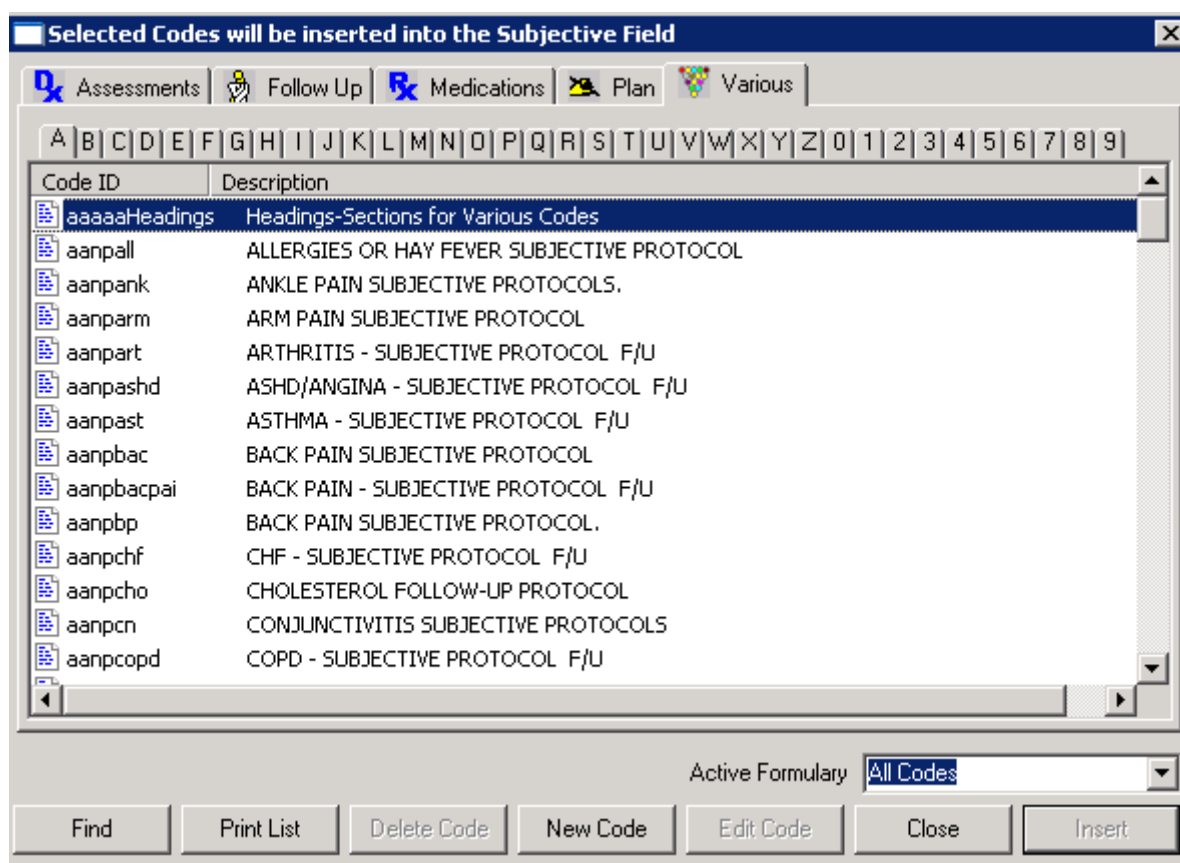 Selected Codes will be inserted into the Subjective Field
Assessments Follow Up Medications Plan Various
A B C D E F G H I J K L M N O P Q R S T U V W X Y Z 0 1 2 3 4 5 6 7 8 9
Code ID Description
aaaaaHeadings Headings-Sections for Various Codes
aanpall ALLERGIES OR HAY FEVER SUBJECTIVE PROTOCOL
aanpank ANKLE PAIN SUBJECTIVE PROTOCOLS.
aanparm ARM PAIN SUBJECTIVE PROTOCOL
aanpart ARTHRITIS - SUBJECTIVE PROTOCOL F/U
aanpashd ASHD/ANGINA - SUBJECTIVE PROTOCOL F/U
aanpast ASTHMA - SUBJECTIVE PROTOCOL F/U
aanpbac BACK PAIN SUBJECTIVE PROTOCOL
aanpbacpai BACK PAIN - SUBJECTIVE PROTOCOL F/U
aanpbp BACK PAIN SUBJECTIVE PROTOCOL.
aanpchf CHF - SUBJECTIVE PROTOCOL F/U
aanpcho CHOLESTEROL FOLLOW-UP PROTOCOL
aanpcn CONJUNCTIVITIS SUBJECTIVE PROTOCOLS
aanpcopd COPD - SUBJECTIVE PROTOCOL F/U
Active Formulary All Codes
Find Print List Delete Code New Code Edit Code Close Insert